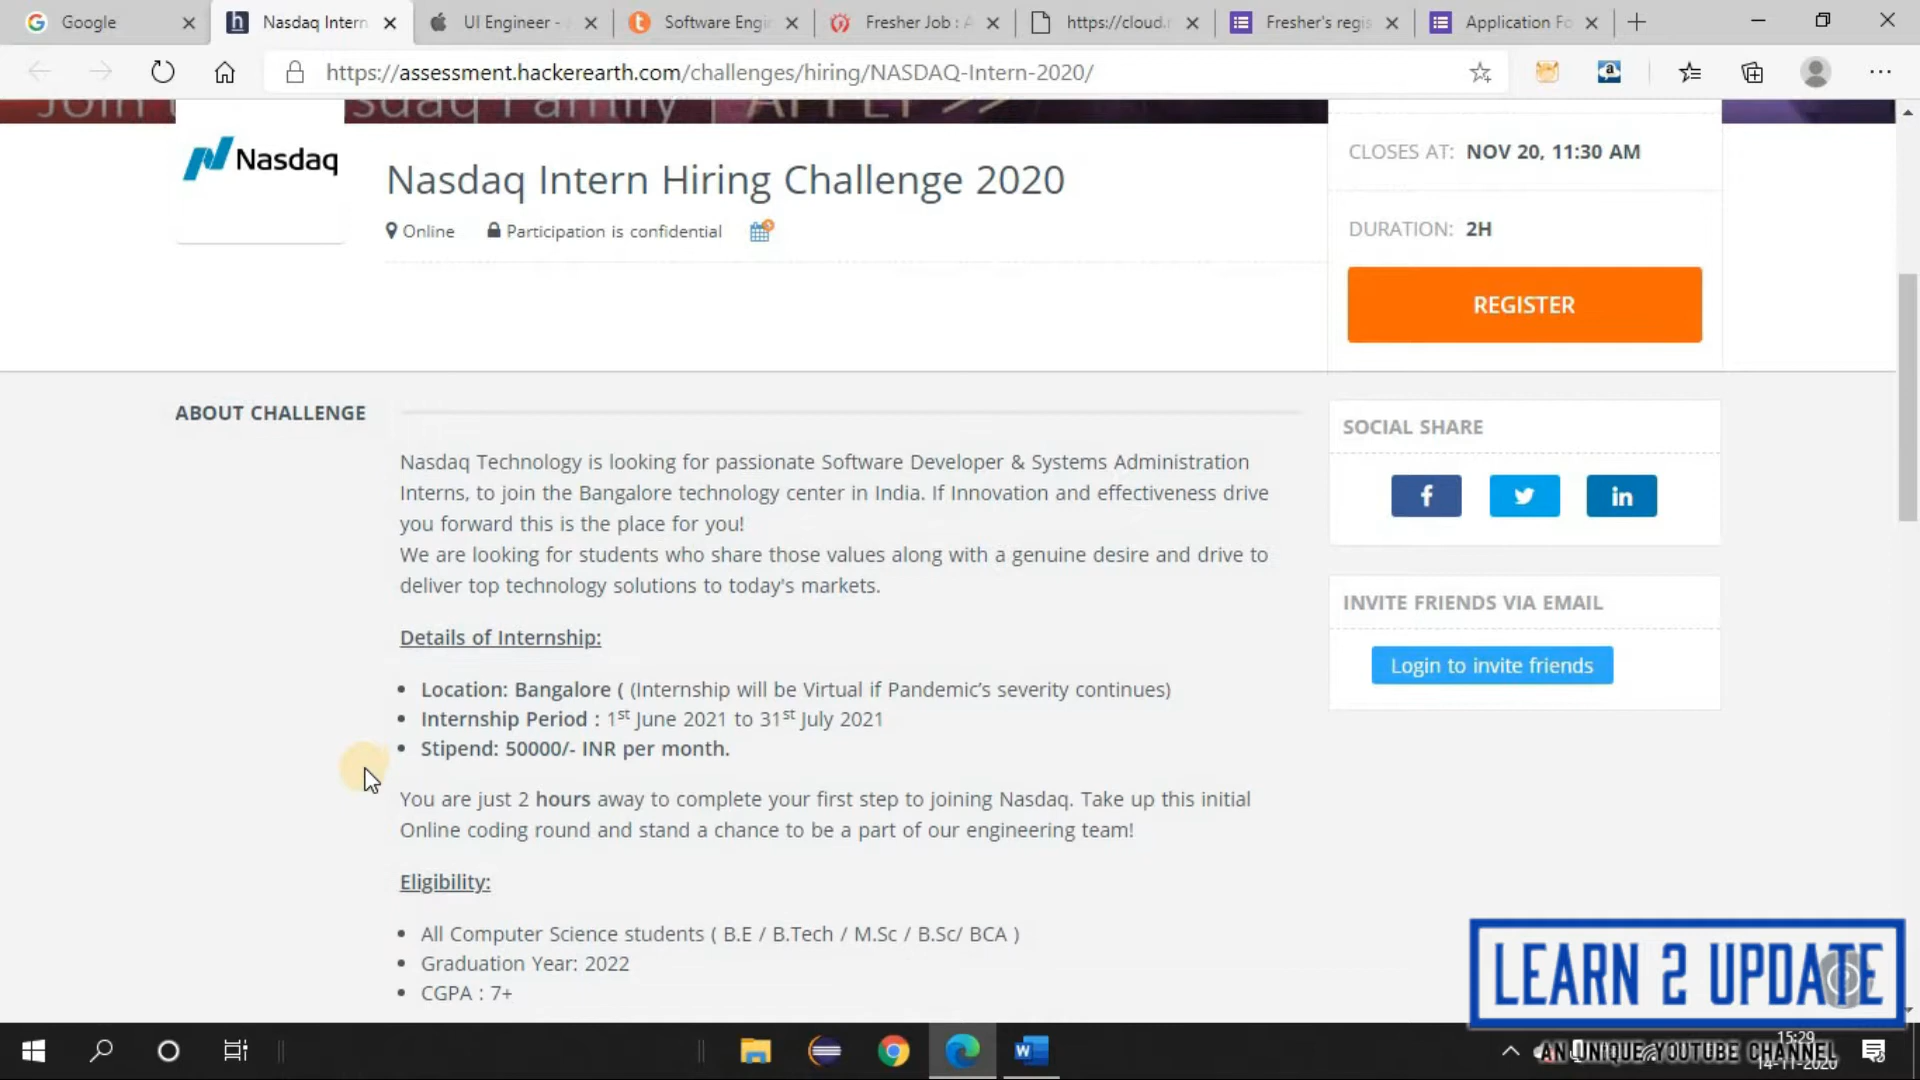 Google
Nasdaq Intern
UI Engineer -
Software Engi
Fresher Job : A
https://cloud.r
Fresher's regis
Application Fo
https://assessment.hackerearth.com/challenges/hiring/NASDAQ-Intern-2020/
Nasdaq
Nasdaq Intern Hiring Challenge 2020
Online
Participation is confidential
CLOSES AT: NOV 20, 11:30 AM
DURATION: 2H
REGISTER
ABOUT CHALLENGE
Nasdaq Technology is looking for passionate Software Developer & Systems Administration
Interns, to join the Bangalore technology center in India. If Innovation and effectiveness drive
you forward this is the place for you!
We are looking for students who share those values along with a genuine desire and drive to
deliver top technology solutions to today's markets.
Details of Internship:
• Location: Bangalore ( (Internship will be Virtual if Pandemic's severity continues)
• Internship Period : 1st June 2021 to 31st July 2021
• Stipend: 50000/- INR per month.
You are just 2 hours away to complete your first step to joining Nasdaq. Take up this initial
Online coding round and stand a chance to be a part of our engineering team!
Eligibility:
• All Computer Science students ( B.E / B.Tech / M.Sc / B.Sc/ BCA )
• Graduation Year: 2022
• CGPA : 7+
SOCIAL SHARE
INVITE FRIENDS VIA EMAIL
Login to invite friends
LEARN 2 UPDATE
AN UNIQUE YOUTUBE CHANNEL
15:29
14-11-2020